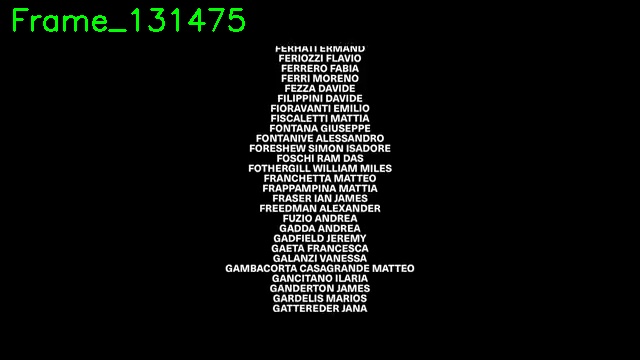 Frame_131475
FERHATI ERMAND
FERIOZZI FLAVIO
FERRERO FABIA
FERRI MORENO
FEZZA DAVIDE
FILIPPINI DAVIDE
FIORAVANTI EMILIO
FISCALETTI MATTIA
FONTANA GIUSEPPE
FONTANIVE ALESSANDRO
FORESHEW SIMON ISADORE
FOSCHI RAM DAS
FOTHERGILL WILLIAM MILES
FRANCHETTA MATTEO
FRAPPAMPINA MATTIA
FRASER IAN JAMES
FREEDMAN ALEXANDER
FUZIO ANDREA
GADDA ANDREA
GADFIELD JEREMY
GAETA FRANCESCA
GALANZI VANESSA
GAMBACORTA CASAGRANDE MATTEO
GANCITANO ILARIA
GANDERTON JAMES
GARDELIS MARIOS
GATTEREDER JANA